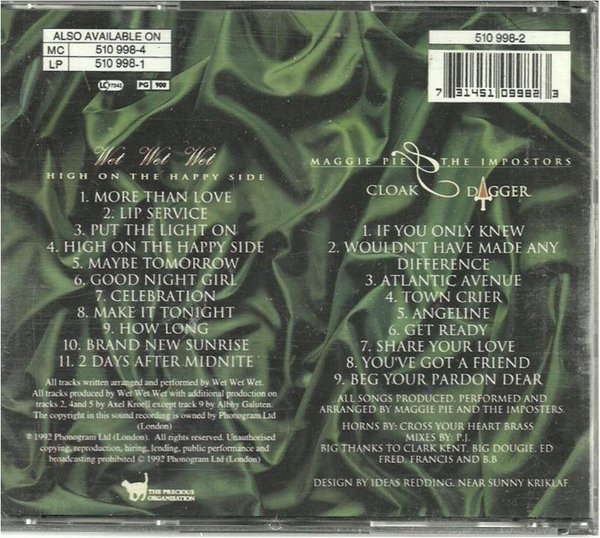 ALSO AVAILABLE ON
MC 510 998-4
LP 510 998-1
LC 7342
PG 900
510 998-2
7 31451 09982 3
Wet Wet Wet
HIGH ON THE HAPPY SIDE
1. MORE THAN LOVE
2. LIP SERVICE
3. PUT THE LIGHT ON
4. HIGH ON THE HAPPY SIDE
5. MAYBE TOMORROW
6. GOOD NIGHT GIRL
7. CELEBRATION
8. MAKE IT TONIGHT
9. HOW LONG
10. BRAND NEW SUNRISE
11. 2 DAYS AFTER MIDNITE
All tracks written arranged and performed by Wet Wet Wet.
All tracks produced by Wet Wet Wet with additional production on
tracks 2, 4and 5 by Axel Kroell except track 9 by Albhy Galuten.
The copyright in this sound recording is owned by Phonogram Ltd
(London)
℗ 1992 Phonogram Ltd (London). All rights reserved. Unauthorised
copying, reproduction, hiring, lending, public performance and
broadcasting prohibited © 1992 Phonogram Ltd (London)
THE PRECIOUS
ORGANISATION
MAGGIE PIE & THE IMPOSTORS
CLOAK & DAGGER
1. IF YOU ONLY KNEW
2. WOULDN'T HAVE MADE ANY
DIFFERENCE
3. ATLANTIC AVENUE
4. TOWN CRIER
5. ANGELINE
6. GET READY
7. SHARE YOUR LOVE
8. YOU'VE GOT A FRIEND
9. BEG YOUR PARDON DEAR
ALL SONGS PRODUCED, PERFORMED AND
ARRANGED BY MAGGIE PIE AND THE IMPOSTERS.
HORNS BY: CROSS YOUR HEART BRASS
MIXES BY: P.J.
BIG THANKS TO CLARK KENT, BIG DOUGIE, ED
FRED, FRANCIS AND B.B
DESIGN BY IDEAS REDDING, NEAR SUNNY KRIKLAF.